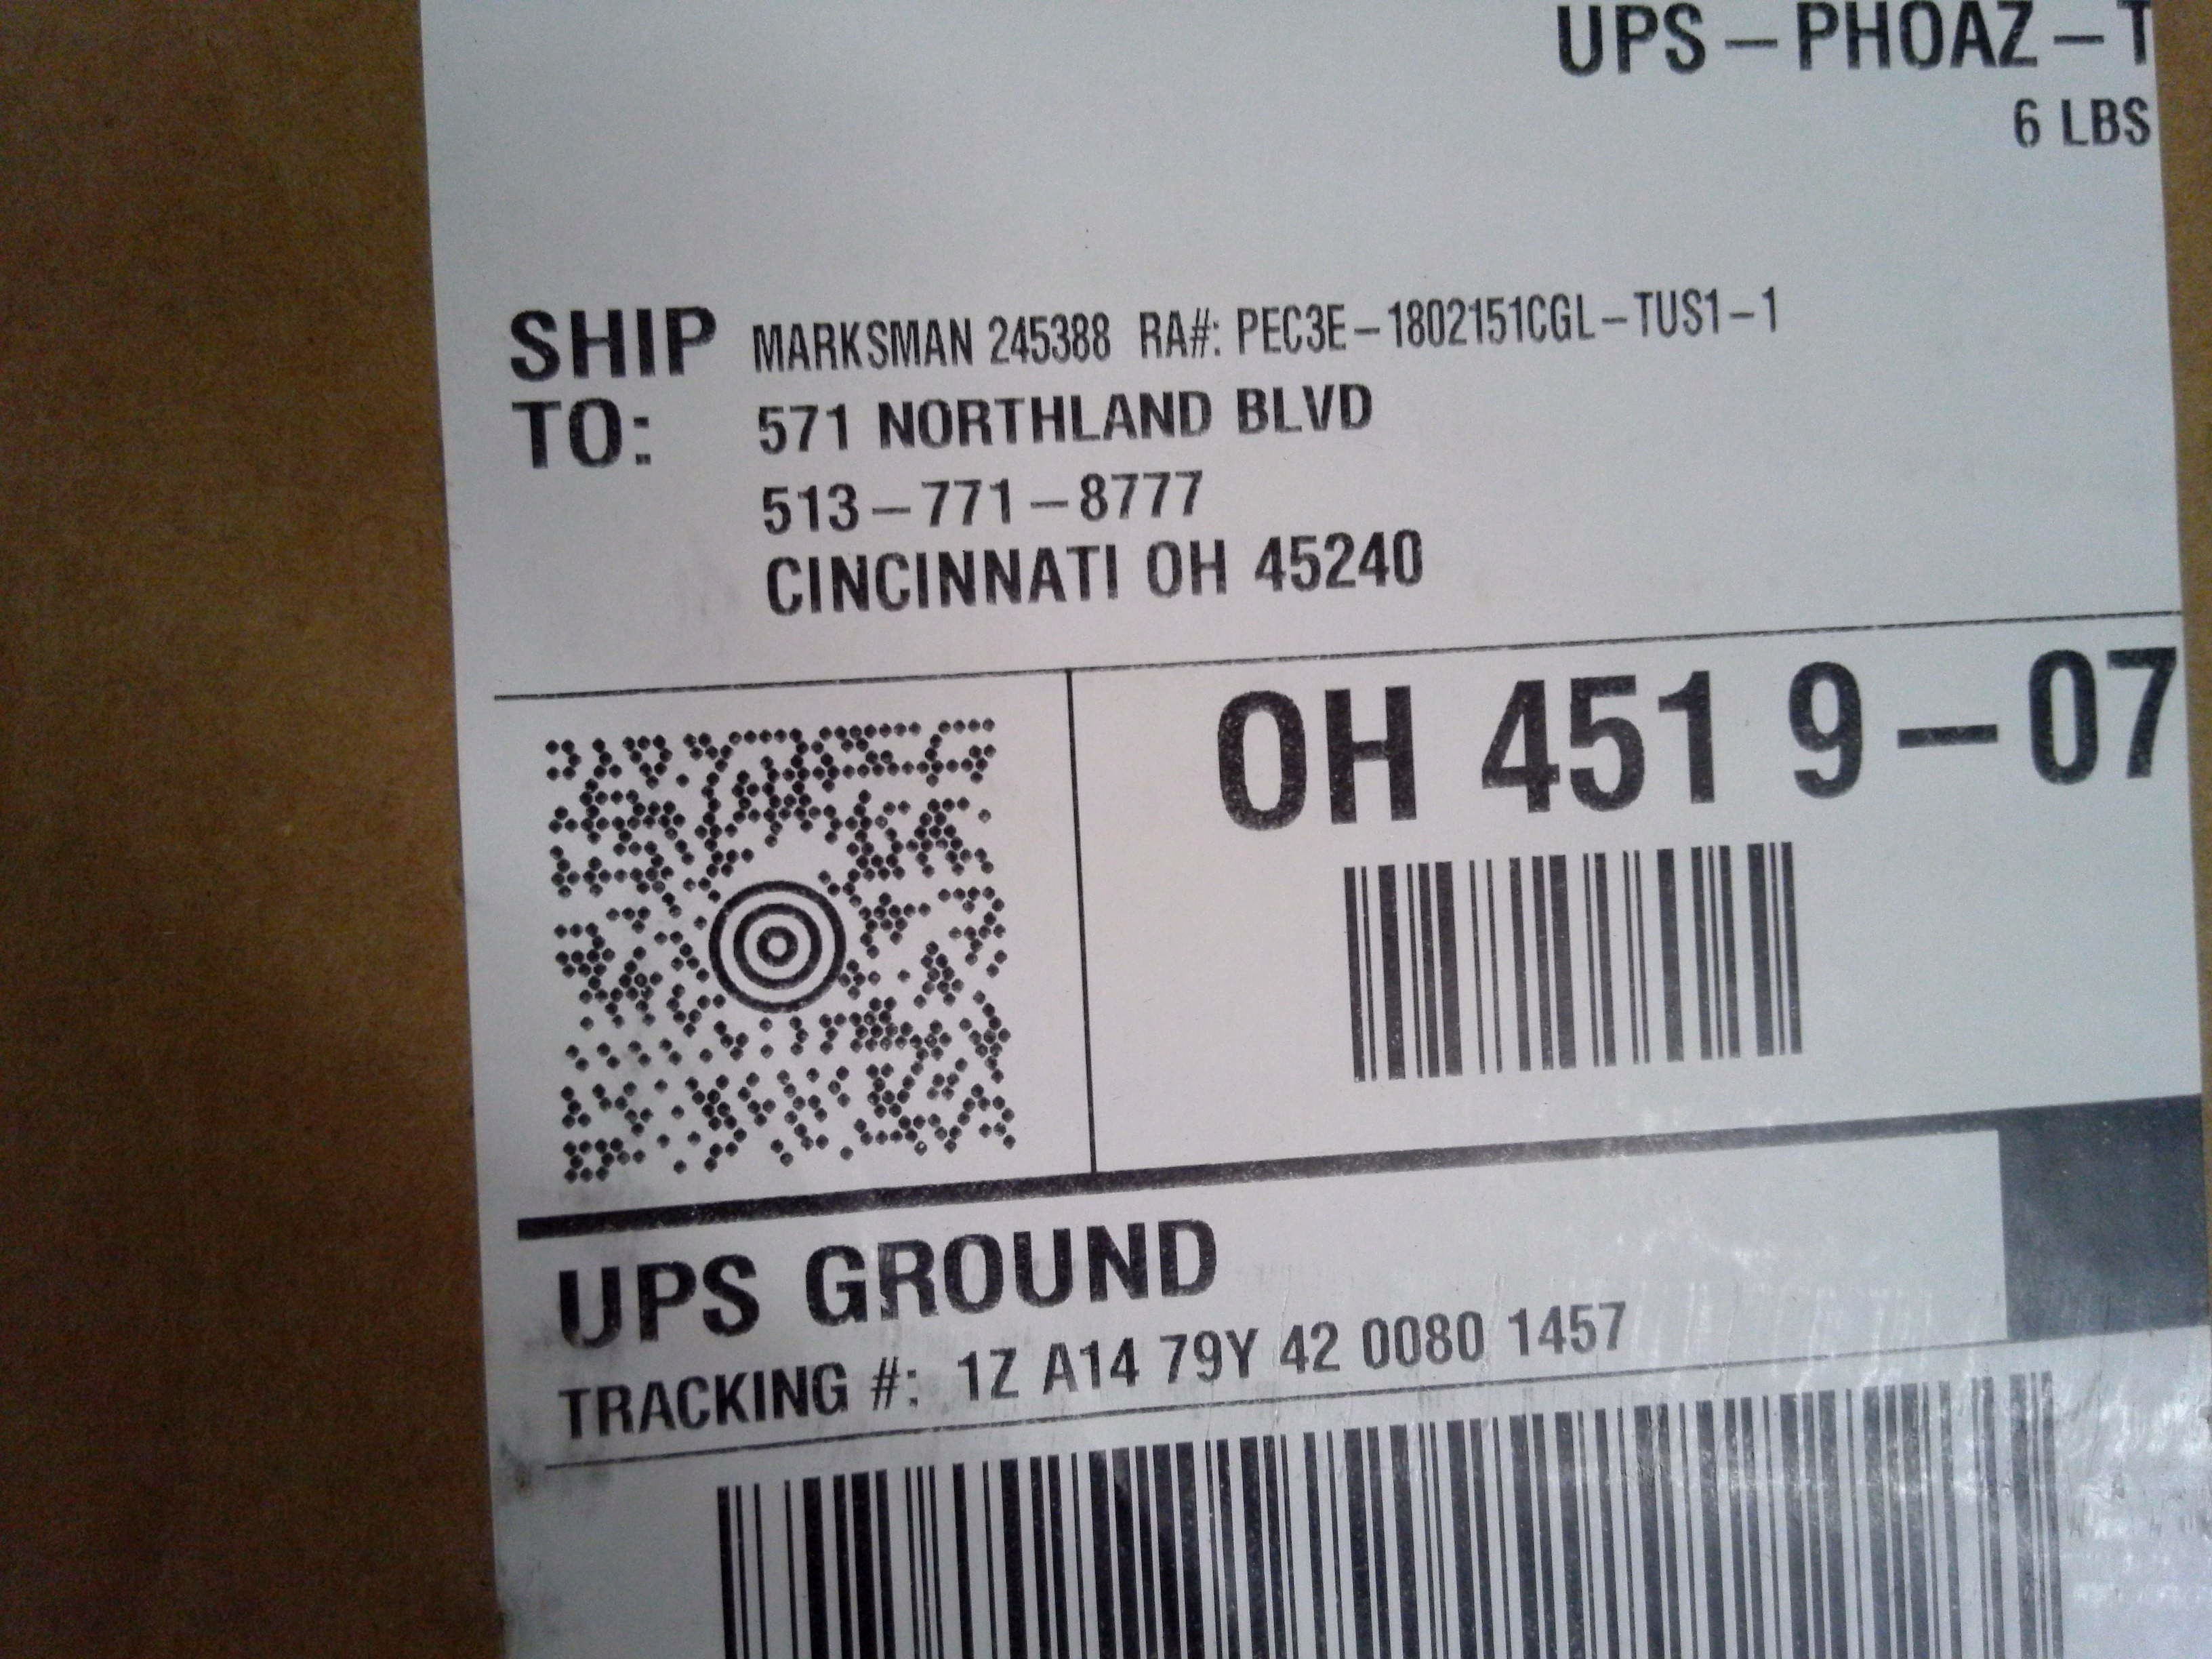 UPS – PHOAZ – T
6 LBS
SHIP TO:
MARKSMAN 245388 RA#: PEC3E – 1802151CGL – TUS1 – 1
571 NORTHLAND BLVD
513 – 771 – 8777
CINCINNATI OH 45240
OH 451 9 – 07
UPS GROUND
TRACKING #: 1Z A14 79Y 42 0080 1457